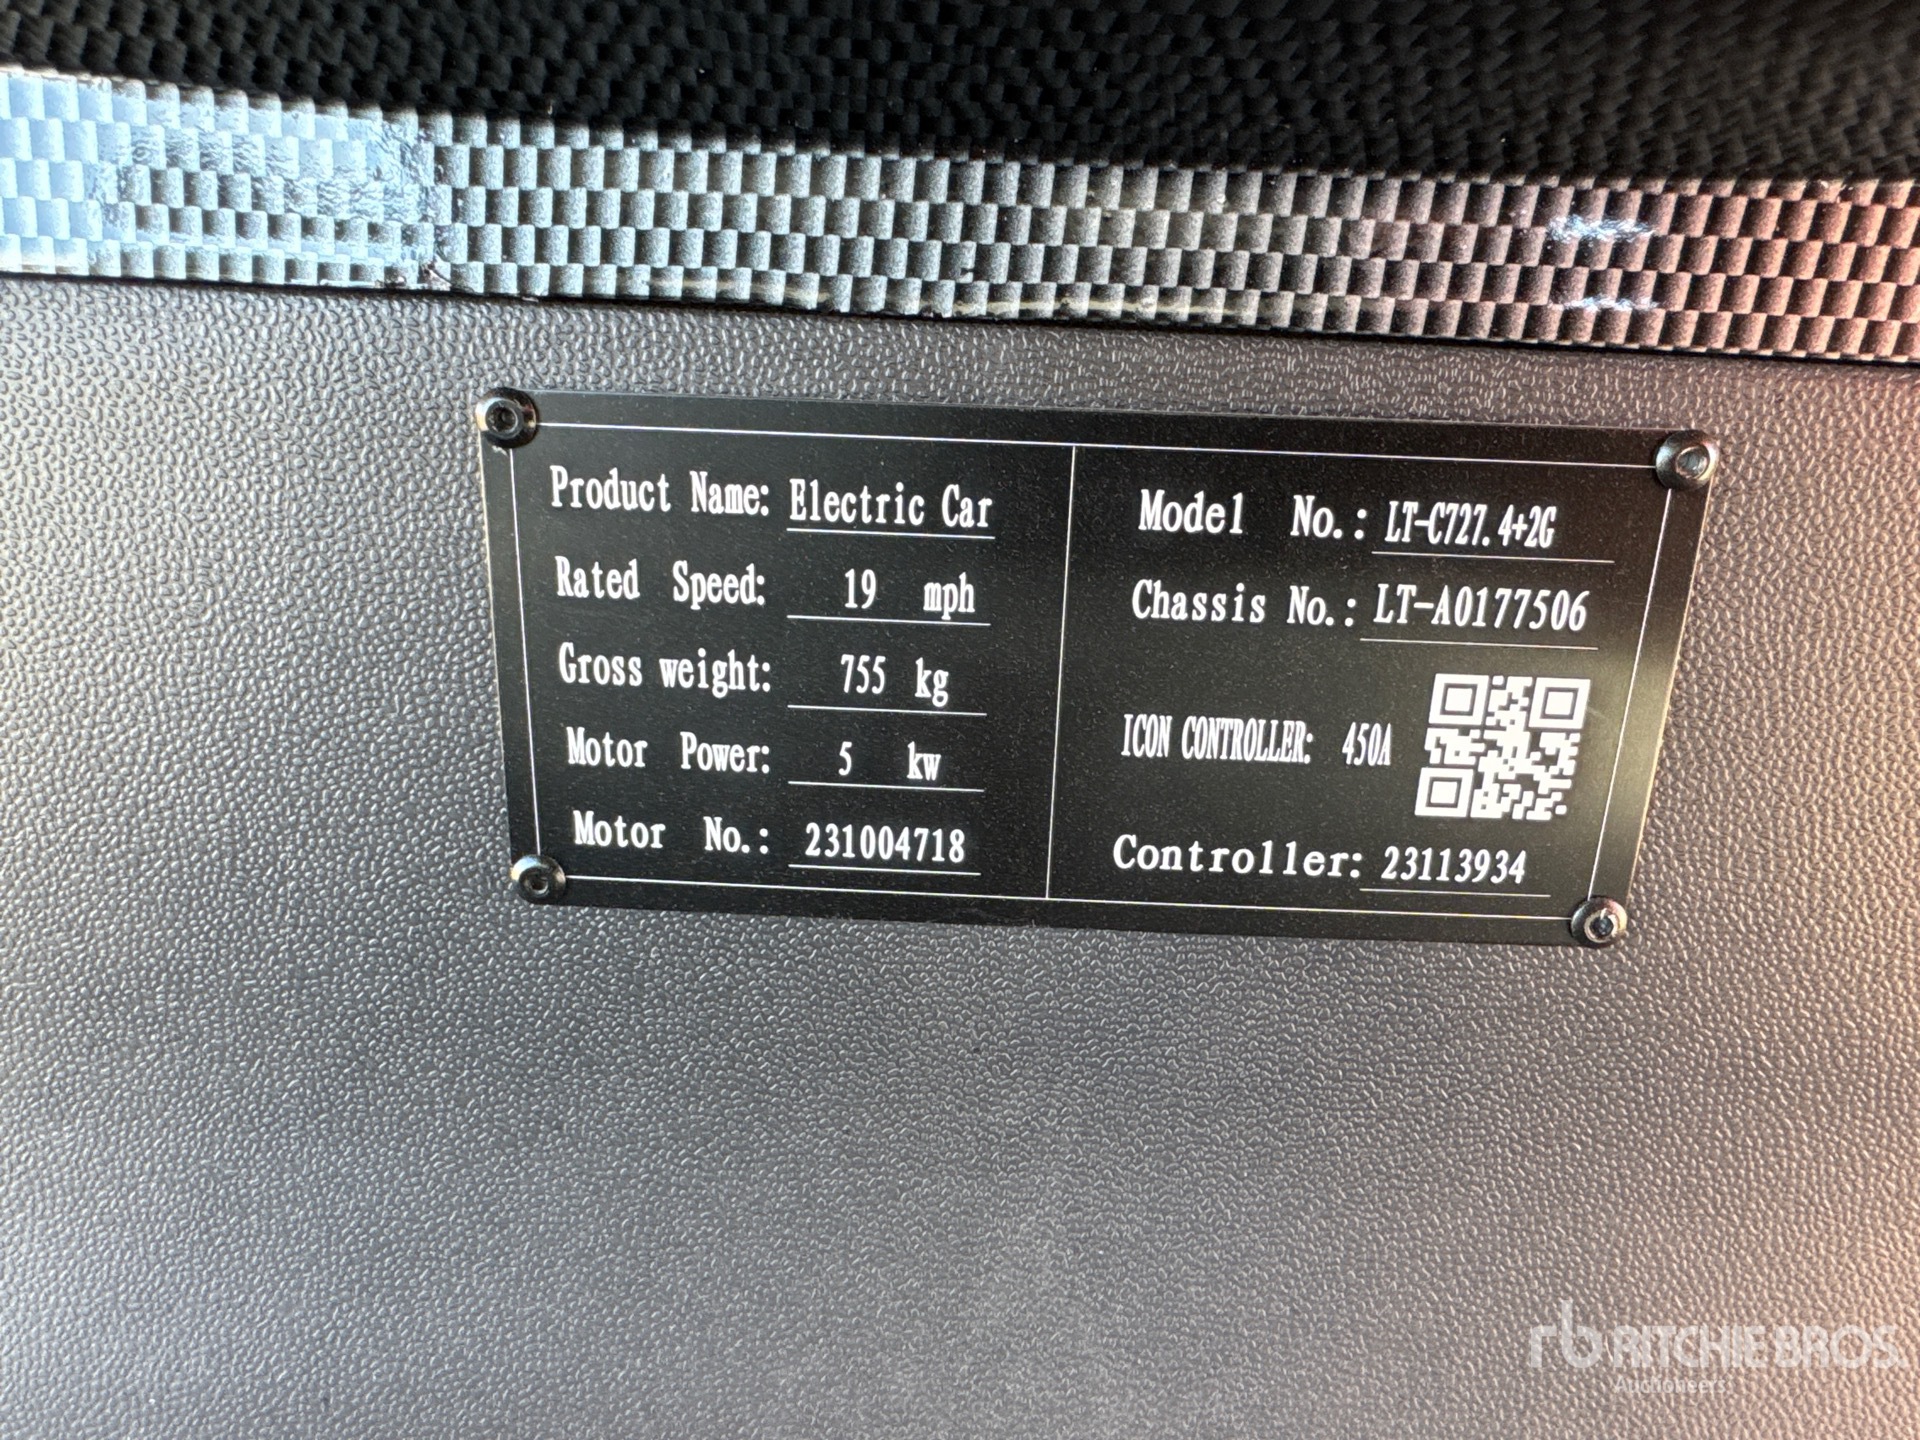 Product Name: Electric Car
Rated Speed: 19 mph
Gross weight: 755 kg
Motor Power: 5 kw
Motor No.: 231004718
Model No.: LT-C727.4+2G
Chassis No.: LT-A0177506
ICON CONTROLLER: 450A
Controller: 23113934
rb RITCHIE BROS.
Auctioneers